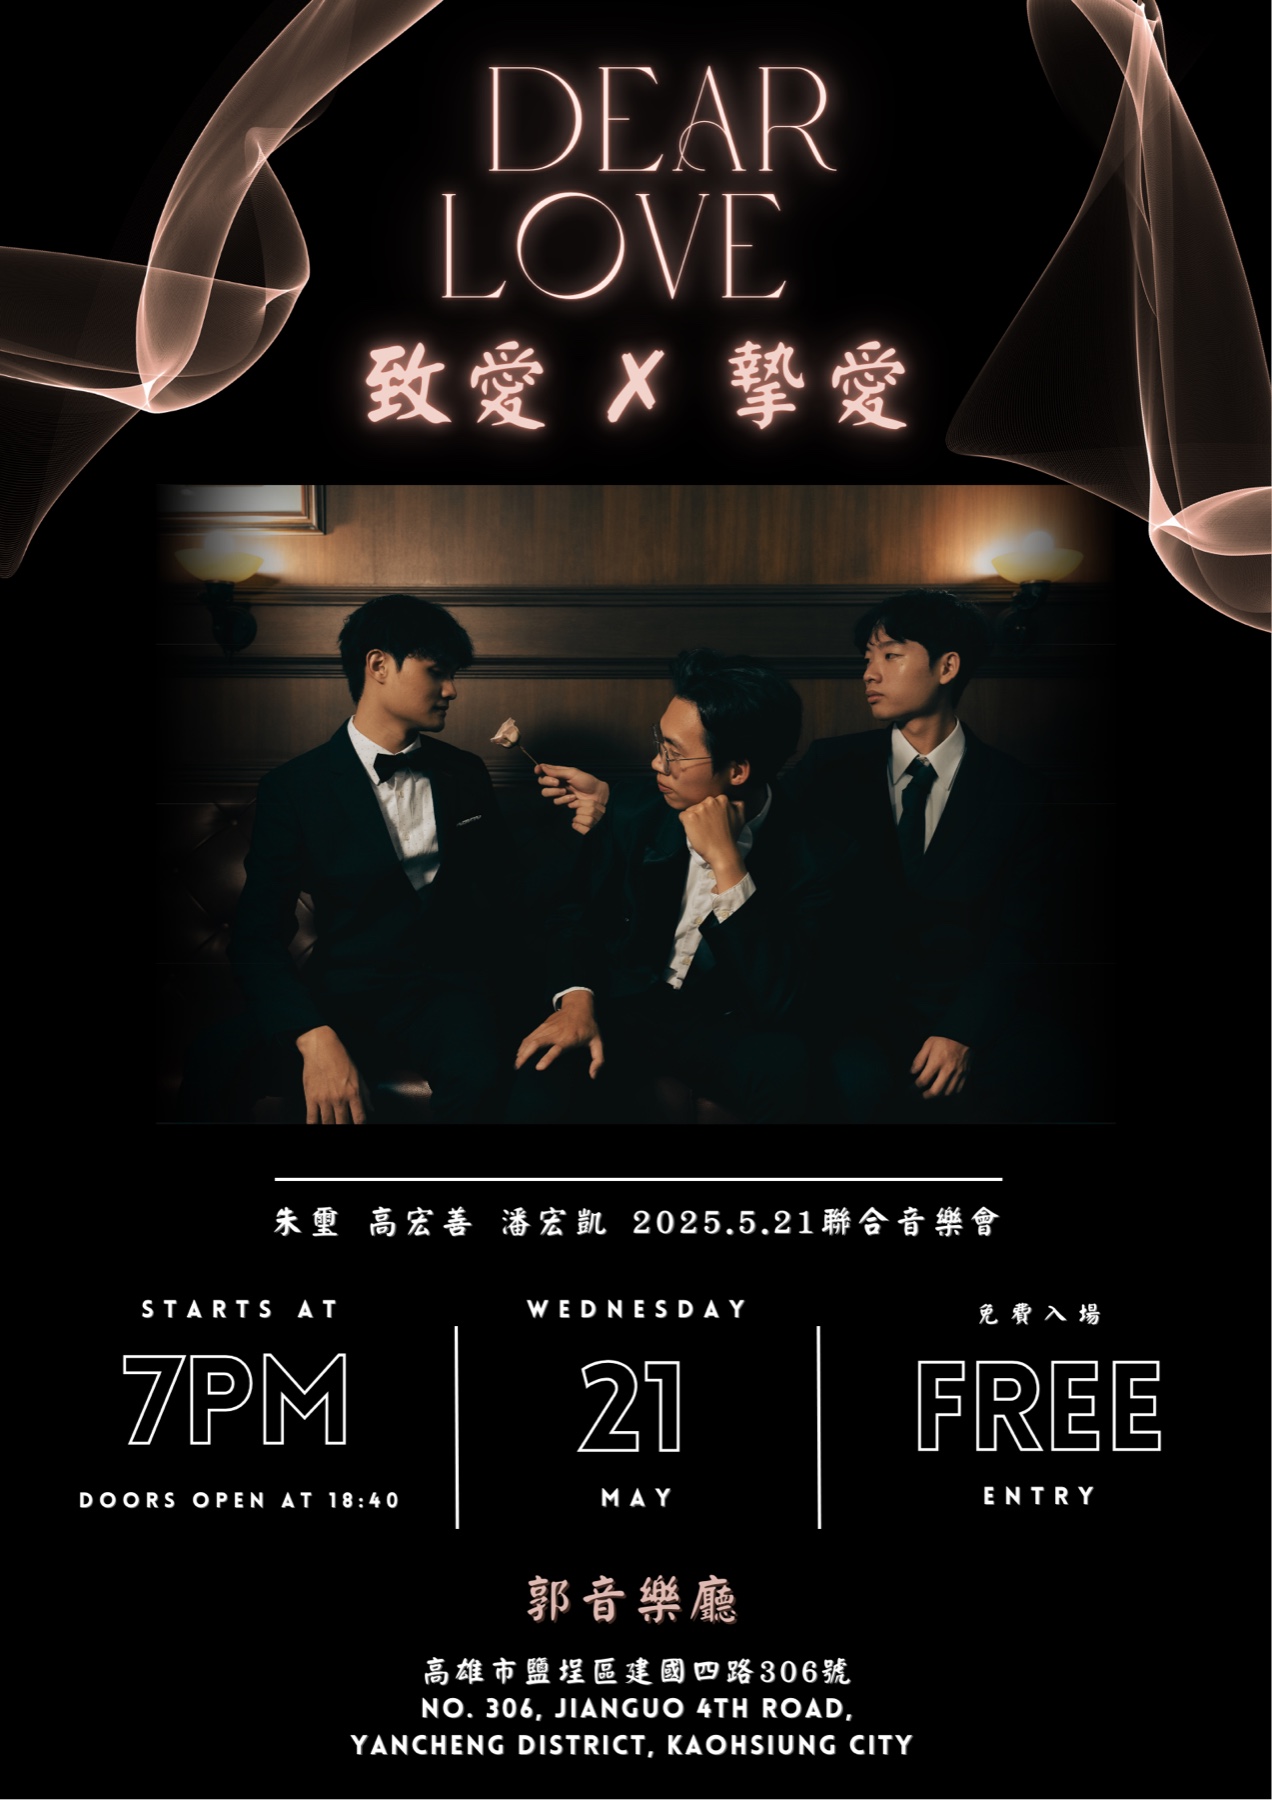 DEAR
LOVE
致愛 X 摯愛
朱璽 高宏善 潘宏凱 2025.5.21聯合音樂會
STARTS AT
7PM
DOORS OPEN AT 18:40
WEDNESDAY
21
MAY
免費入場
FREE
ENTRY
郭音樂廳
高雄市鹽埕區建國四路306號
NO. 306, JIANGUO 4TH ROAD,
YANCHENG DISTRICT, KAOHSIUNG CITY